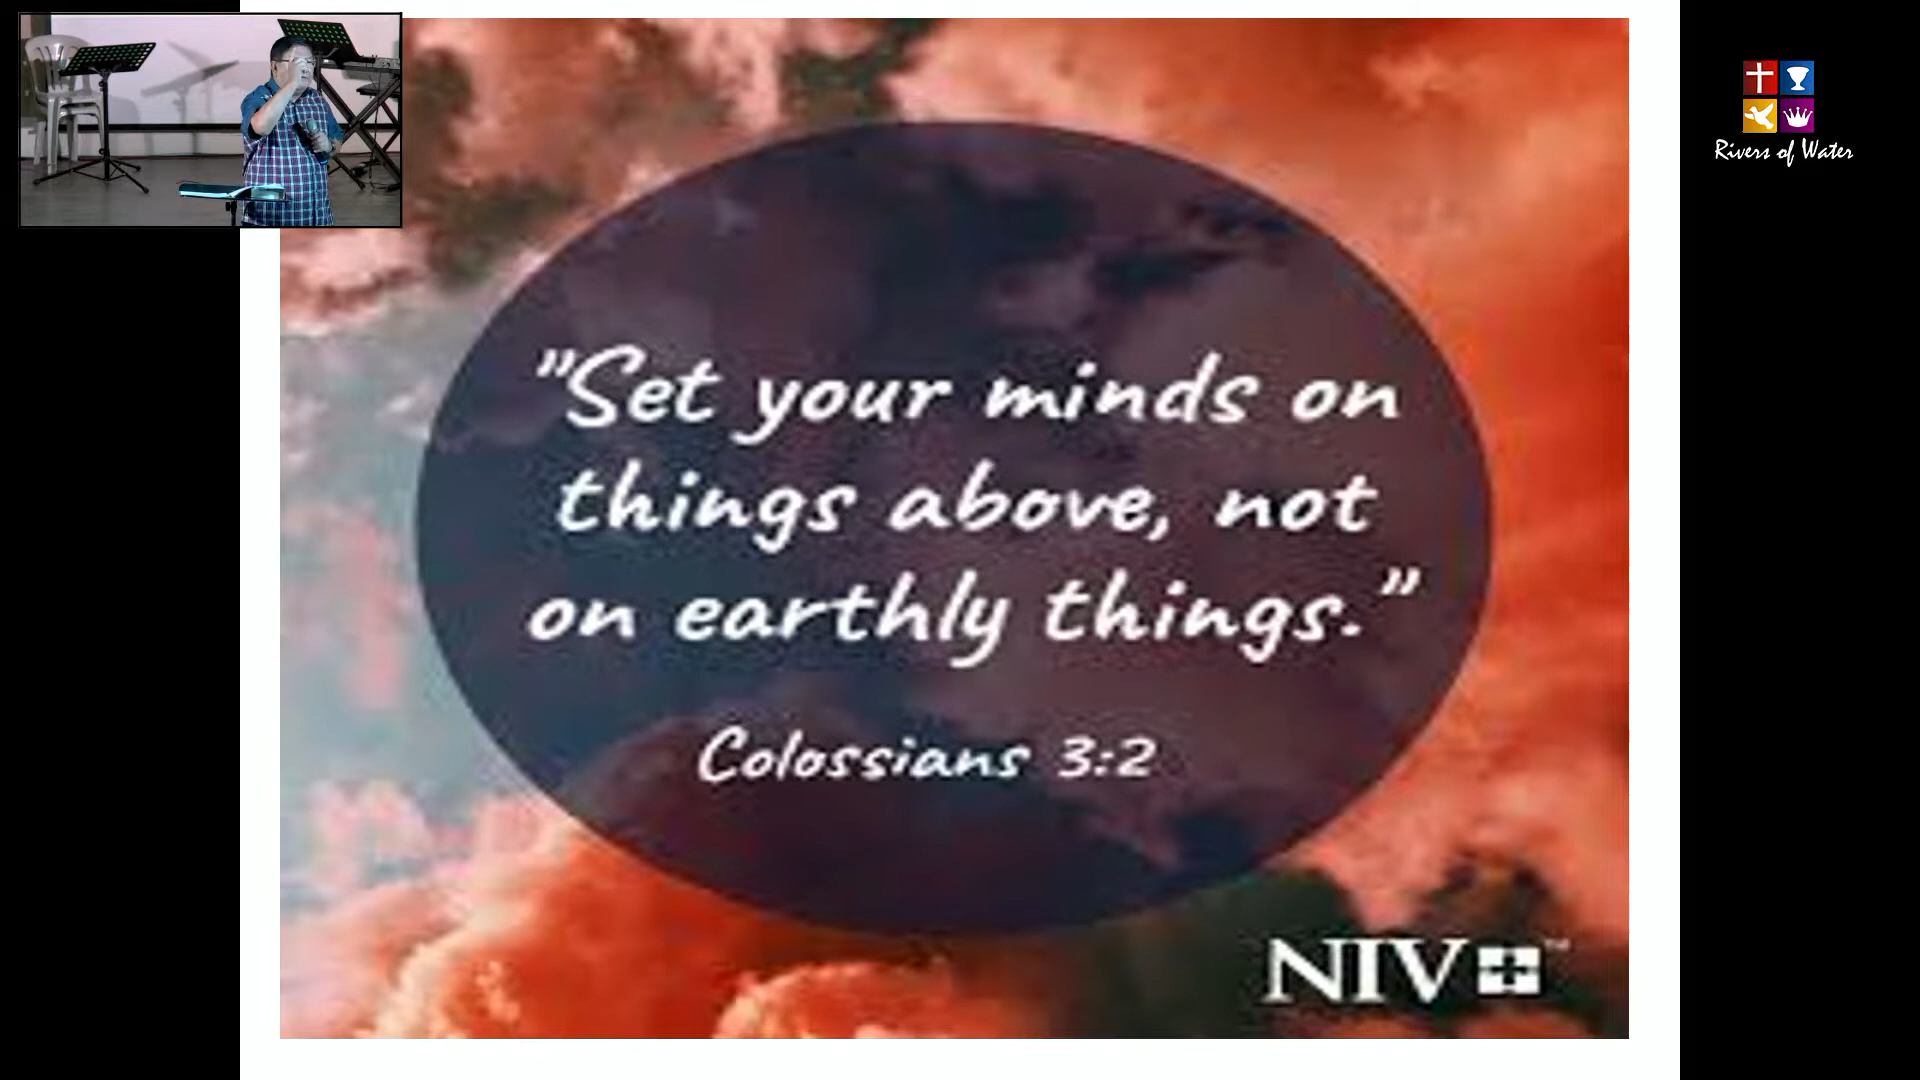 "Set your minds on
things above, not
on earthly things."
Colossians 3:2
NIV
Rivers of Water